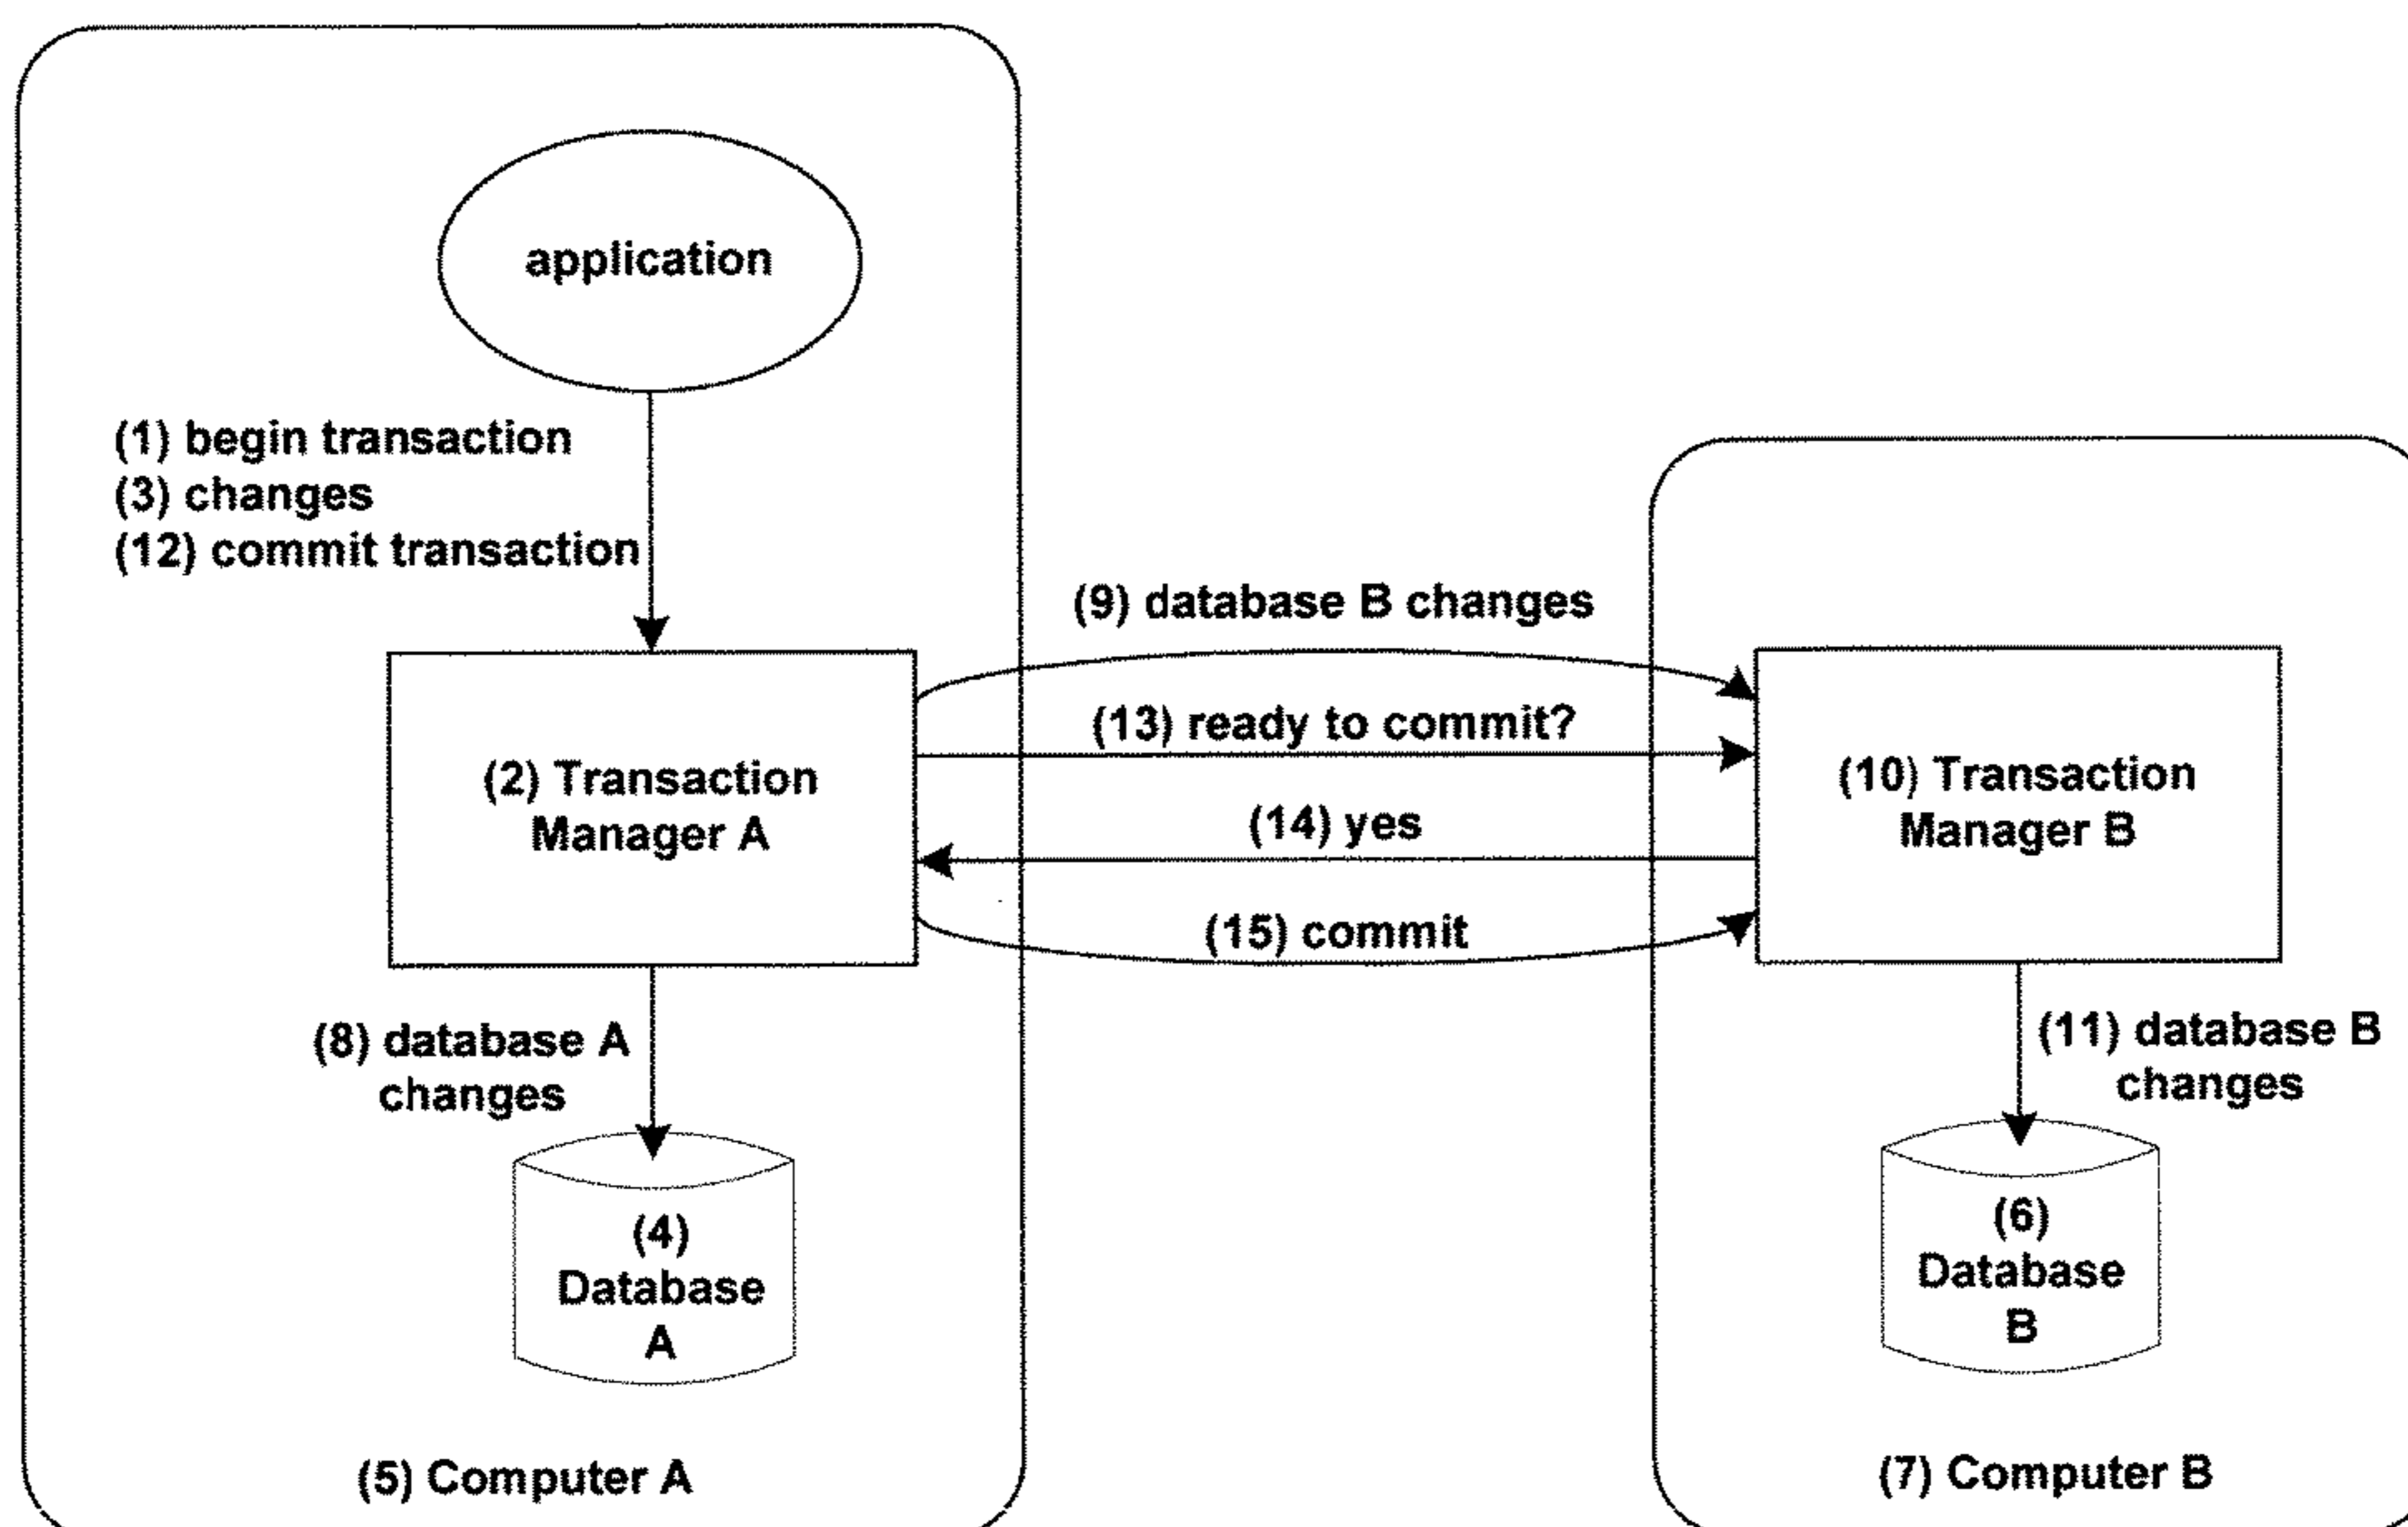 application
(1) begin transaction
(3) changes
(12) commit transaction
(9) database B changes
(13) ready to commit?
(2) Transaction
Manager A
(10) Transaction
Manager B
(14) yes
(15) commit
(8) database A
changes
(11) database B
changes
(4)
Database
A
(6)
Database
B
(5) Computer A
(7) Computer B